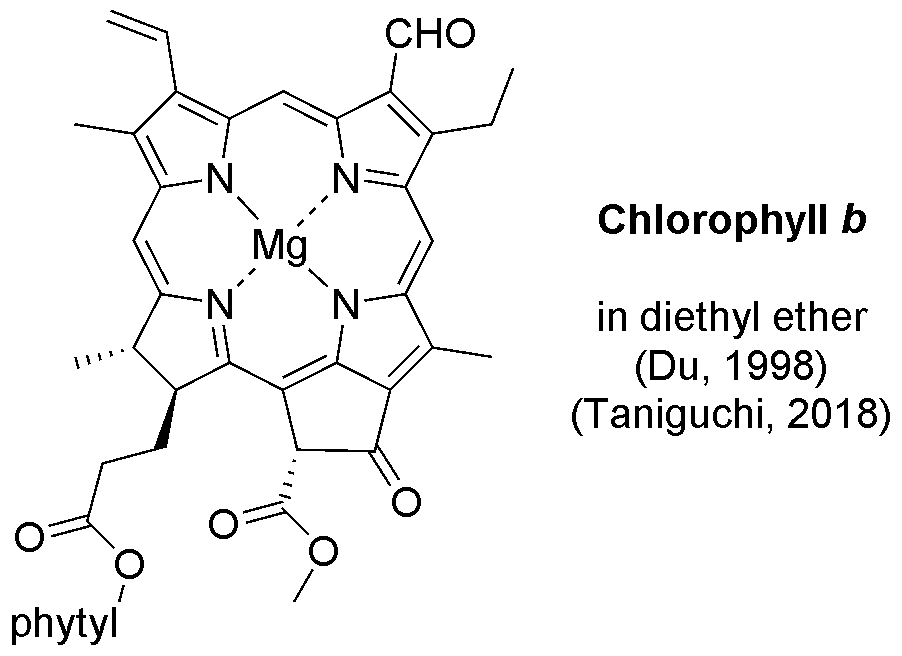 CHO
N
N
Mg
Chlorophyll b
N
N
in diethyl ether
(Du, 1998)
(Taniguchi, 2018)
O
O
O
O
O
phytyl